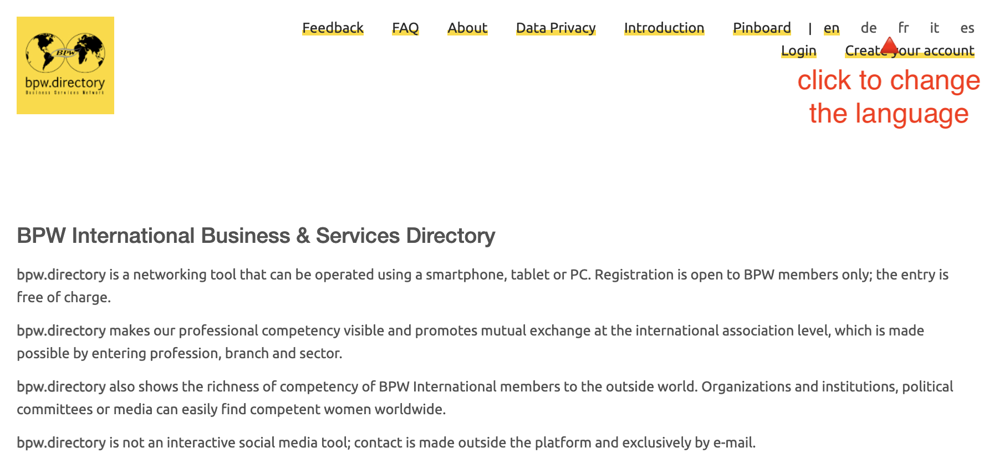 BPW
bpw.directory
Business Services Network
Feedback FAQ About Data Privacy Introduction Pinboard | en de fr it es
Login Create your account
click to change
the language
BPW International Business & Services Directory
bpw.directory is a networking tool that can be operated using a smartphone, tablet or PC. Registration is open to BPW members only; the entry is
free of charge.
bpw.directory makes our professional competency visible and promotes mutual exchange at the international association level, which is made
possible by entering profession, branch and sector.
bpw.directory also shows the richness of competency of BPW International members to the outside world. Organizations and institutions, political
committees or media can easily find competent women worldwide.
bpw.directory is not an interactive social media tool; contact is made outside the platform and exclusively by e-mail.